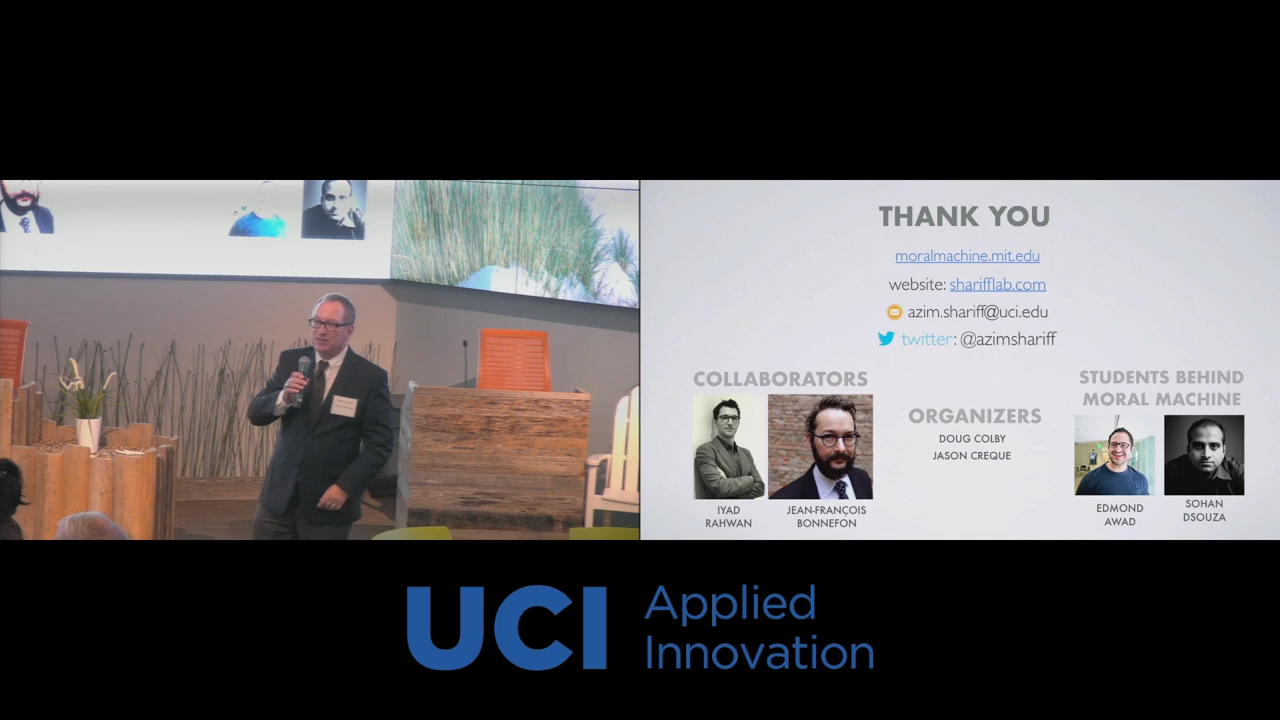 THANK YOU
moralmachine.mit.edu
website: sharifflab.com
azim.shariff@uci.edu
twitter: @azimshariff
COLLABORATORS
IYAD
RAHWAN
JEAN-FRANÇOIS
BONNEFON
ORGANIZERS
DOUG COLBY
JASON CREQUE
STUDENTS BEHIND
MORAL MACHINE
EDMOND
AWAD
SOHAN
DSOUZA
UCI
Applied
Innovation